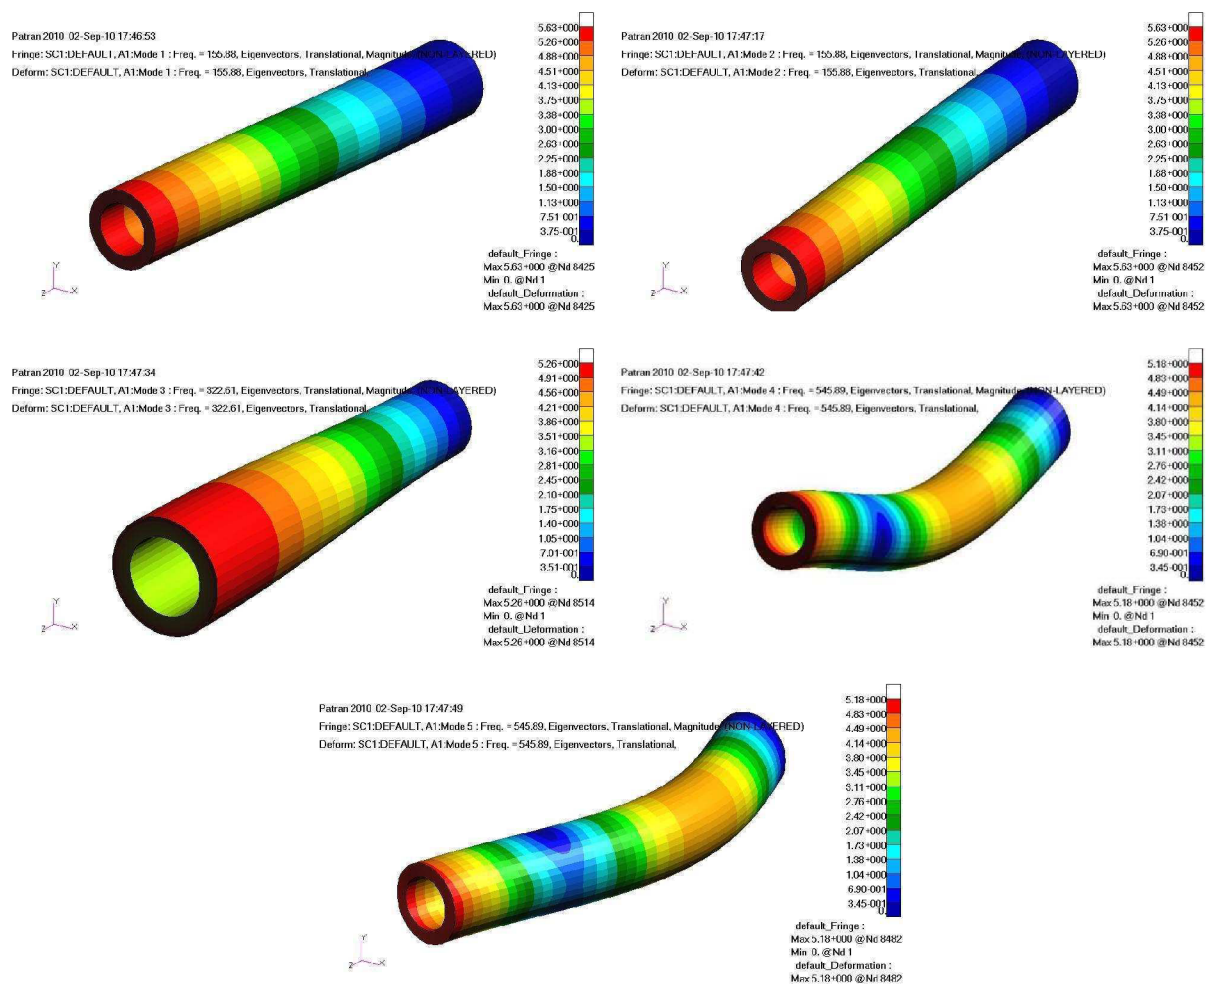 Patran 2010 02-Sep-10 17:46:53
Fringe: SC1:DEFAULT, A1:Mode 1 : Freq. = 155.88, Eigenvectors, Translational, Magnitude, (NON-LAYERED)
Deform: SC1:DEFAULT, A1:Mode 1 : Freq. = 155.88, Eigenvectors, Translational,
5.63+000
5.26+000
4.88+000
4.51+000
4.13+000
3.75+000
3.38+000
3.00+000
2.63+000
2.25+000
1.88+000
1.50+000
1.13+000
7.51-001
3.75-001
0.
default_Fringe :
Max 5.63+000 @Nd 8425
Min 0. @Nd 1
default_Deformation :
Max 5.63+000 @Nd 8425
Y
Z X
Patran 2010 02-Sep-10 17:47:17
Fringe: SC1:DEFAULT, A1:Mode 2 : Freq. = 155.88, Eigenvectors, Translational, Magnitude, (NON-LAYERED)
Deform: SC1:DEFAULT, A1:Mode 2 : Freq. = 155.88, Eigenvectors, Translational,
5.63+000
5.26+000
4.88+000
4.51+000
4.13+000
3.75+000
3.38+000
3.00+000
2.63+000
2.25+000
1.88+000
1.50+000
1.13+000
7.51-001
3.75-001
0.
default_Fringe :
Max 5.63+000 @Nd 8452
Min 0. @Nd 1
default_Deformation :
Max 5.63+000 @Nd 8452
Y
Z X
Patran 2010 02-Sep-10 17:47:34
Fringe: SC1:DEFAULT, A1:Mode 3 : Freq. = 322.61, Eigenvectors, Translational, Magnitude, (NON-LAYERED)
Deform: SC1:DEFAULT, A1:Mode 3 : Freq. = 322.61, Eigenvectors, Translational,
5.26+000
4.91+000
4.56+000
4.21+000
3.86+000
3.51+000
3.16+000
2.81+000
2.45+000
2.10+000
1.75+000
1.40+000
1.05+000
7.01-001
3.51-001
0.
default_Fringe :
Max 5.26+000 @Nd 8514
Min 0. @Nd 1
default_Deformation :
Max 5.26+000 @Nd 8514
Y
Z X
Patran 2010 02-Sep-10 17:47:42
Fringe: SC1:DEFAULT, A1:Mode 4 : Freq. = 545.89, Eigenvectors, Translational, Magnitude, (NON-LAYERED)
Deform: SC1:DEFAULT, A1:Mode 4 : Freq. = 545.89, Eigenvectors, Translational,
5.18+000
4.83+000
4.49+000
4.14+000
3.80+000
3.45+000
3.11+000
2.76+000
2.42+000
2.07+000
1.73+000
1.38+000
1.04+000
6.90-001
3.45-001
0.
default_Fringe :
Max 5.18+000 @Nd 8452
Min 0. @Nd 1
default_Deformation :
Max 5.18+000 @Nd 8452
Y
Z X
Patran 2010 02-Sep-10 17:47:49
Fringe: SC1:DEFAULT, A1:Mode 5 : Freq. = 545.89, Eigenvectors, Translational, Magnitude, (NON-LAYERED)
Deform: SC1:DEFAULT, A1:Mode 5 : Freq. = 545.89, Eigenvectors, Translational,
5.18+000
4.83+000
4.49+000
4.14+000
3.80+000
3.45+000
3.11+000
2.76+000
2.42+000
2.07+000
1.73+000
1.38+000
1.04+000
6.90-001
3.45-001
0.
default_Fringe :
Max 5.18+000 @Nd 8482
Min 0. @Nd 1
default_Deformation :
Max 5.18+000 @Nd 8482
Y
Z X